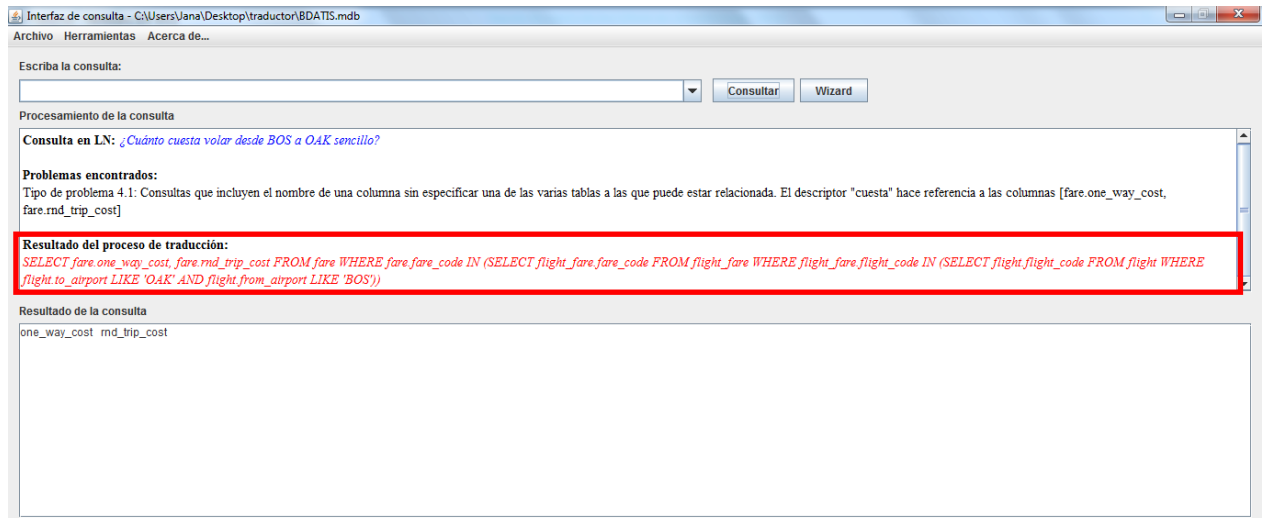 Interfaz de consulta - C:\Users\Jana\Desktop\traductor\BDATIS.mdb
Archivo Herramientas Acerca de...
Escriba la consulta:
Consultar Wizard
Procesamiento de la consulta
Consulta en LN: ¿Cuánto cuesta volar desde BOS a OAK sencillo?
Problemas encontrados:
Tipo de problema 4.1: Consultas que incluyen el nombre de una columna sin especificar una de las varias tablas a las que puede estar relacionada. El descriptor "cuesta" hace referencia a las columnas [fare.one_way_cost,
fare.rnd_trip_cost]
Resultado del proceso de traducción:
SELECT fare.one_way_cost, fare.rnd_trip_cost FROM fare WHERE fare.fare_code IN (SELECT flight_fare.fare_code FROM flight_fare WHERE flight_fare.flight_code IN (SELECT flight.flight_code FROM flight WHERE
flight.to_airport LIKE 'OAK' AND flight.from_airport LIKE 'BOS'))
Resultado de la consulta
one_way_cost rnd_trip_cost